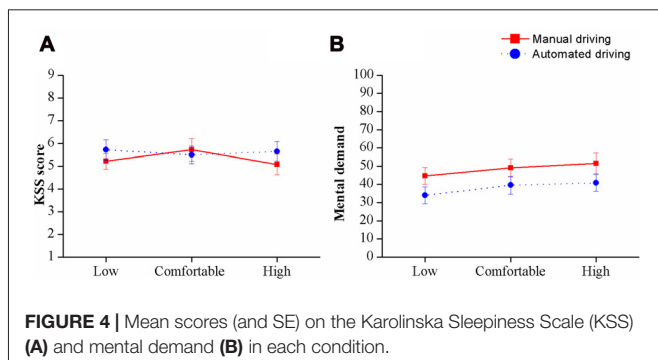 A
B
Manual driving
Automated driving
KSS score
9
8
7
6
5
4
3
2
1
Low Comfortable High
Mental demand
100
90
80
70
60
50
40
30
20
10
0
Low Comfortable High
FIGURE 4 | Mean scores (and SE) on the Karolinska Sleepiness Scale (KSS)
(A) and mental demand (B) in each condition.